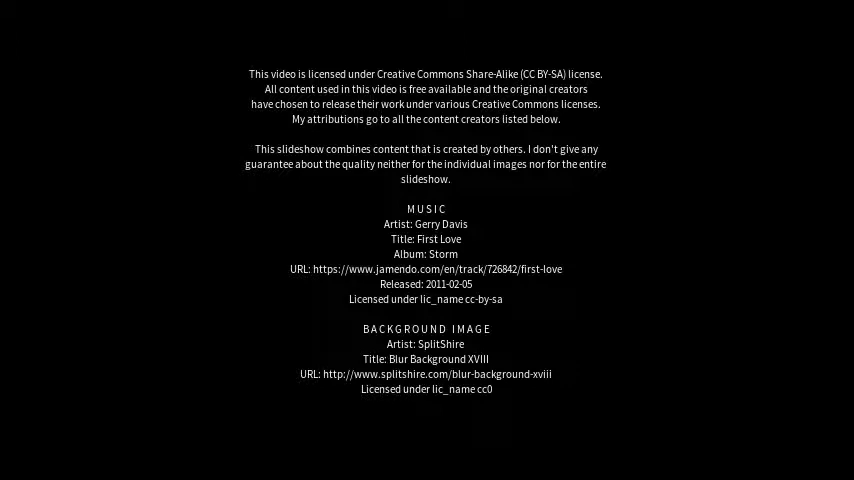 This video is licensed under Creative Commons Share-Alike (CC BY-SA) license.
All content used in this video is free available and the original creators
have chosen to release their work under various Creative Commons licenses.
My attributions go to all the content creators listed below.
This slideshow combines content that is created by others. I don't give any
guarantee about the quality neither for the individual images nor for the entire
slideshow.
MUSIC
Artist: Gerry Davis
Title: First Love
Album: Storm
URL: https://www.jamendo.com/en/track/726842/first-love
Released: 2011-02-05
Licensed under lic_name cc-by-sa
BACKGROUND IMAGE
Artist: SplitShire
Title: Blur Background XVIII
URL: http://www.splitshire.com/blur-background-xviii
Licensed under lic_name cc0